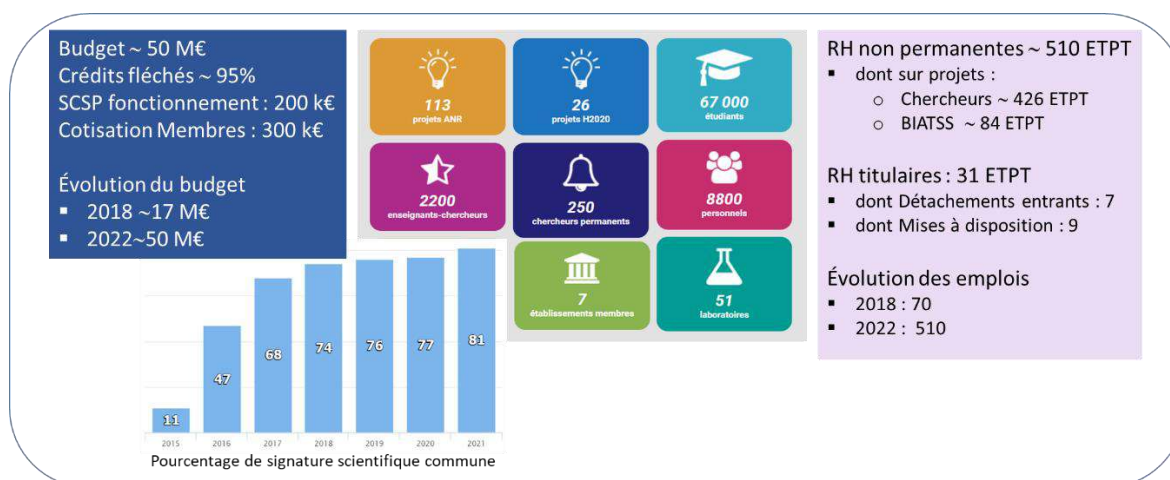 Budget ~ 50 M€
Crédits fléchés ~ 95%
SCSP fonctionnement : 200 k€
Cotisation Membres : 300 k€
Évolution du budget
▪ 2018 ~17 M€
▪ 2022~50 M€
113
projets ANR
26
projets H2020
67 000
étudiants
2200
enseignants-chercheurs
250
chercheurs permanents
8800
personnels
7
établissements membres
51
laboratoires
RH non permanentes ~ 510 ETPT
▪ dont sur projets :
o Chercheurs ~ 426 ETPT
o BIATSS ~ 84 ETPT
RH titulaires : 31 ETPT
▪ dont Détachements entrants : 7
▪ dont Mises à disposition : 9
Évolution des emplois
▪ 2018 : 70
▪ 2022 : 510
11
47
68
74
76
77
81
2015 2016 2017 2018 2019 2020 2021
Pourcentage de signature scientifique commune